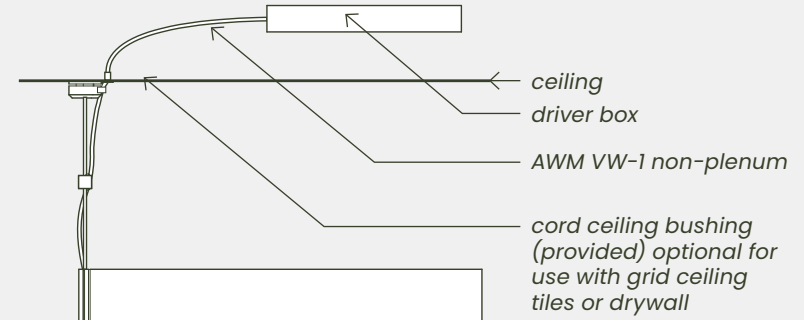 ceiling
driver box
AWM VW-1 non-plenum
cord ceiling bushing
(provided) optional for
use with grid ceiling
tiles or drywall